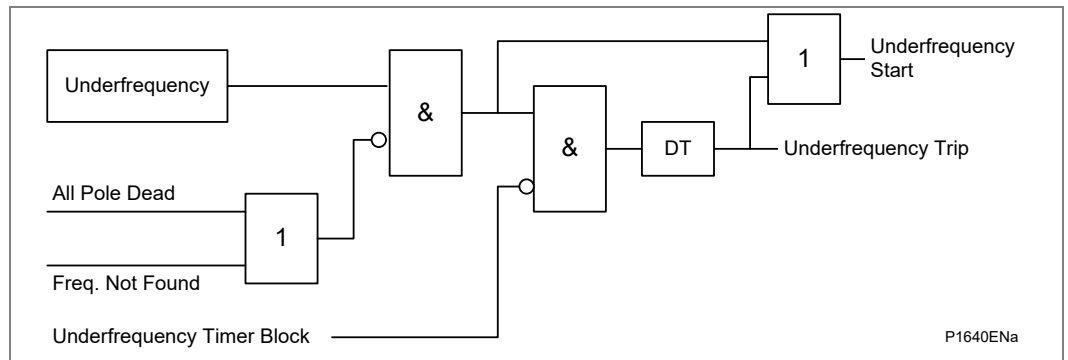 Underfrequency
&
&
1
Underfrequency
Start
DT
Underfrequency Trip
All Pole Dead
1
Freq. Not Found
Underfrequency Timer Block
P1640ENa